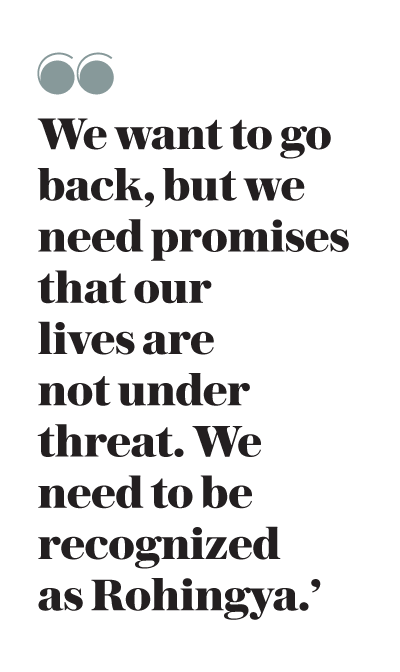 We want to go
back, but we
need promises
that our
lives are
not under
threat. We
need to be
recognized
as Rohingya.’